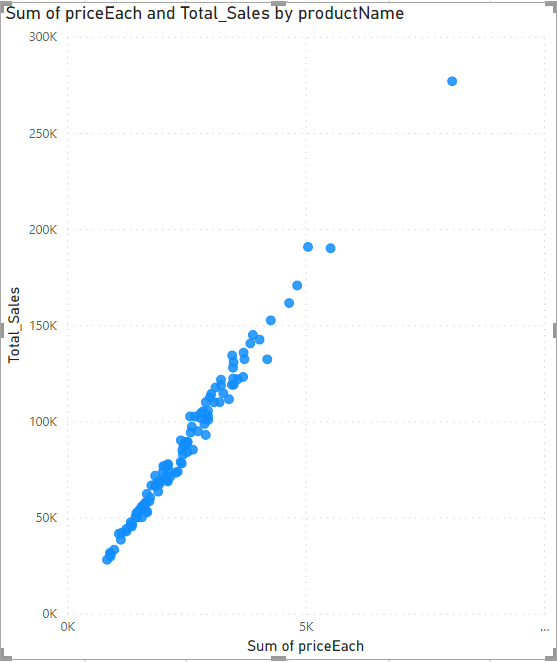 Sum of priceEach and Total_Sales by productName
300K
250K
200K
150K
100K
50K
0K
Total_Sales
0K 5K ...
Sum of priceEach